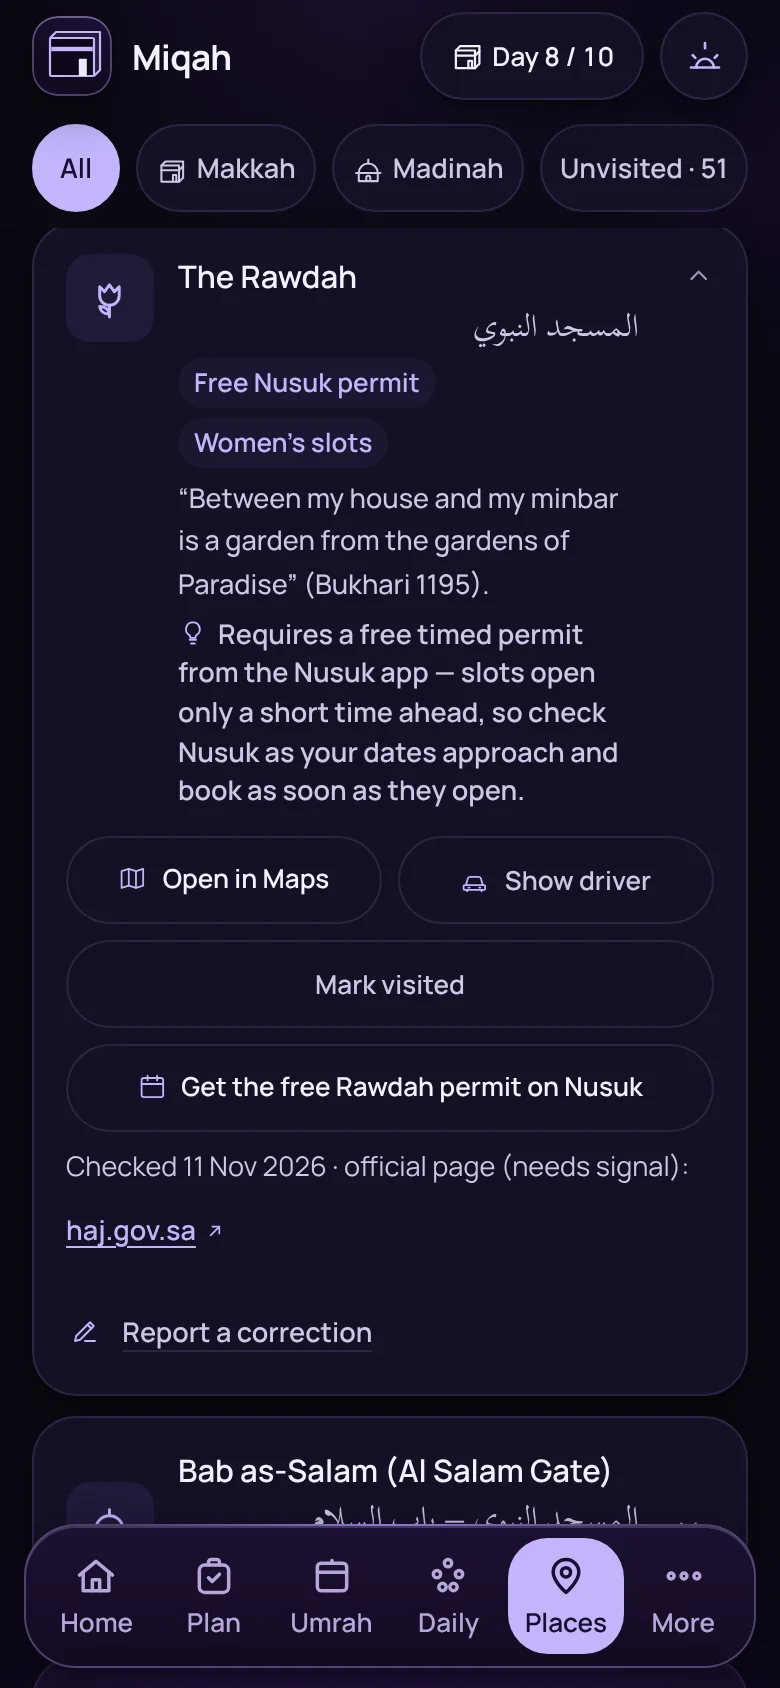 Miqah
Day 8 / 10
All
Makkah
Madinah
Unvisited · 51
The Rawdah
المسجد النبوي
Free Nusuk permit
Women’s slots
“Between my house and my minbar
is a garden from the gardens of
Paradise” (Bukhari 1195).
Requires a free timed permit
from the Nusuk app — slots open
only a short time ahead, so check
Nusuk as your dates approach and
book as soon as they open.
Open in Maps
Show driver
Mark visited
Get the free Rawdah permit on Nusuk
Checked 11 Nov 2026 · official page (needs signal):
haj.gov.sa ↗
Report a correction
Bab as-Salam (Al Salam Gate)
المسجد النبوي — باب السلام
Home
Plan
Umrah
Daily
Places
More